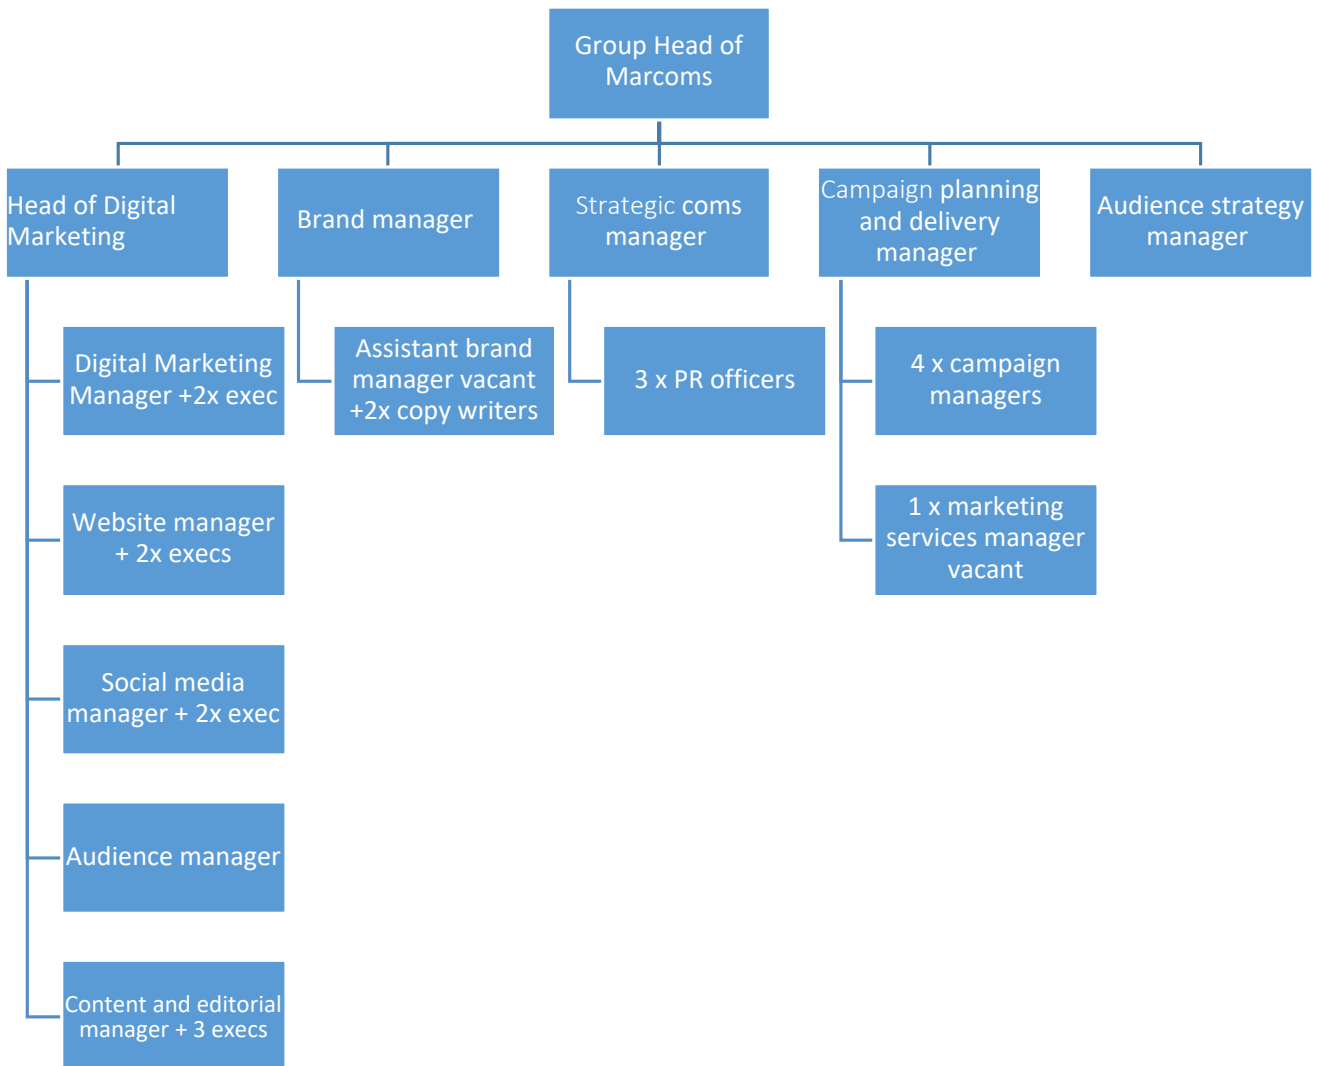 Group Head of
Marcoms
Head of Digital
Marketing
Brand manager
Strategic coms
manager
Campaign planning
and delivery
manager
Audience strategy
manager
Digital Marketing
Manager +2x exec
Assistant brand
manager vacant
+2x copy writers
3 x PR officers
4 x campaign
managers
Website manager
+ 2x execs
1 x marketing
services manager
vacant
Social media
manager + 2x exec
Audience manager
Content and editorial
manager + 3 execs